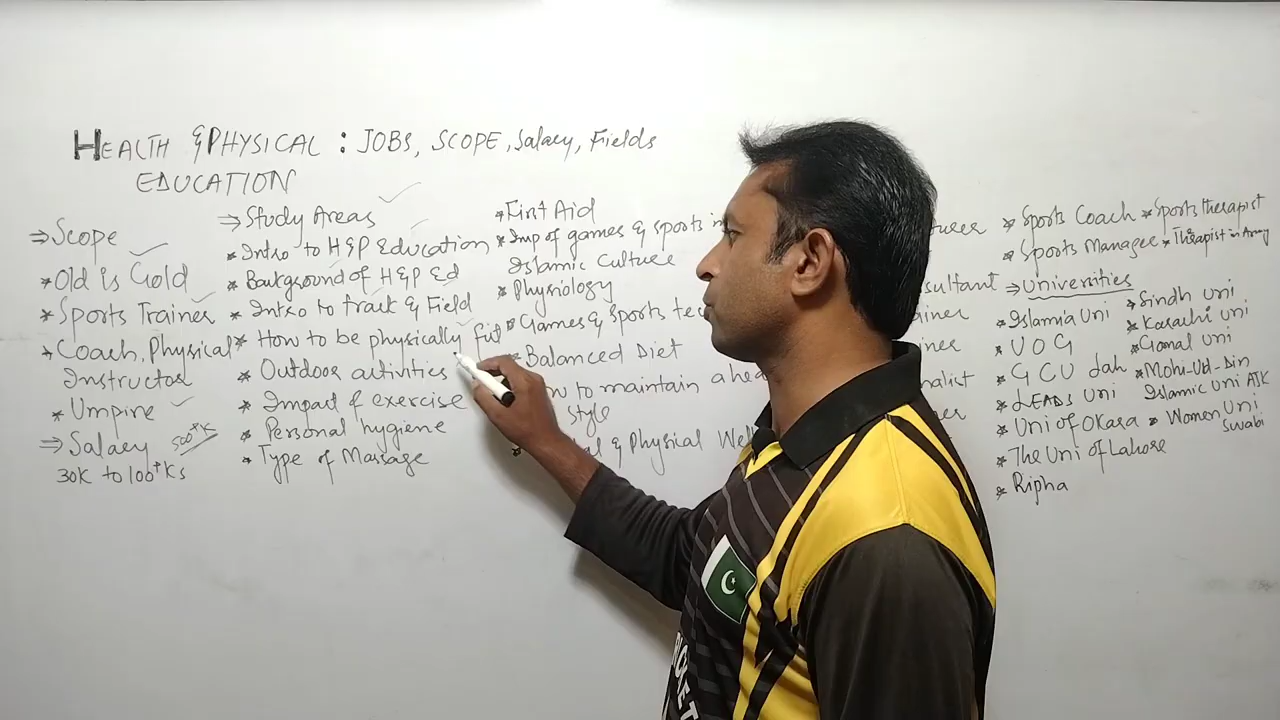 HEALTH & PHYSICAL : JOBS, SCOPE, Salary, Fields
EDUCATION
⇒ Scope
* Old is Gold
* Sports Trainer
* Coach, Physical
Instructor
* Umpire
⇒ Salary 500+K
30K to 100+Ks
⇒ Study Areas
* Intro to H&P Education
* Background of H&P Ed
* Intro to track & Field
* How to be physically fit
* Outdoor activities
* Impact of exercise
* Personal hygiene
* Type of Massage
* First Aid
* Imp of games & sports in
Islamic Culture
* Physiology
* Games & Sports tec
* Balanced Diet
to maintain a hea
style
& Physical Well
* Sports Coach * Sports therapist
* Sports Manager * Therapist in Army
⇒ Universities
* Islamia Uni
* UOG
* GCU Lah
* LEADS Uni
* Uni of Okara
* The Uni of Lahore
* Ripha
* Sindh Uni
* Karachi Uni
* Gomal Uni
* Mohi-Ud-Din
Islamic Uni AJK
* Women Uni
Swabi
CRICKET